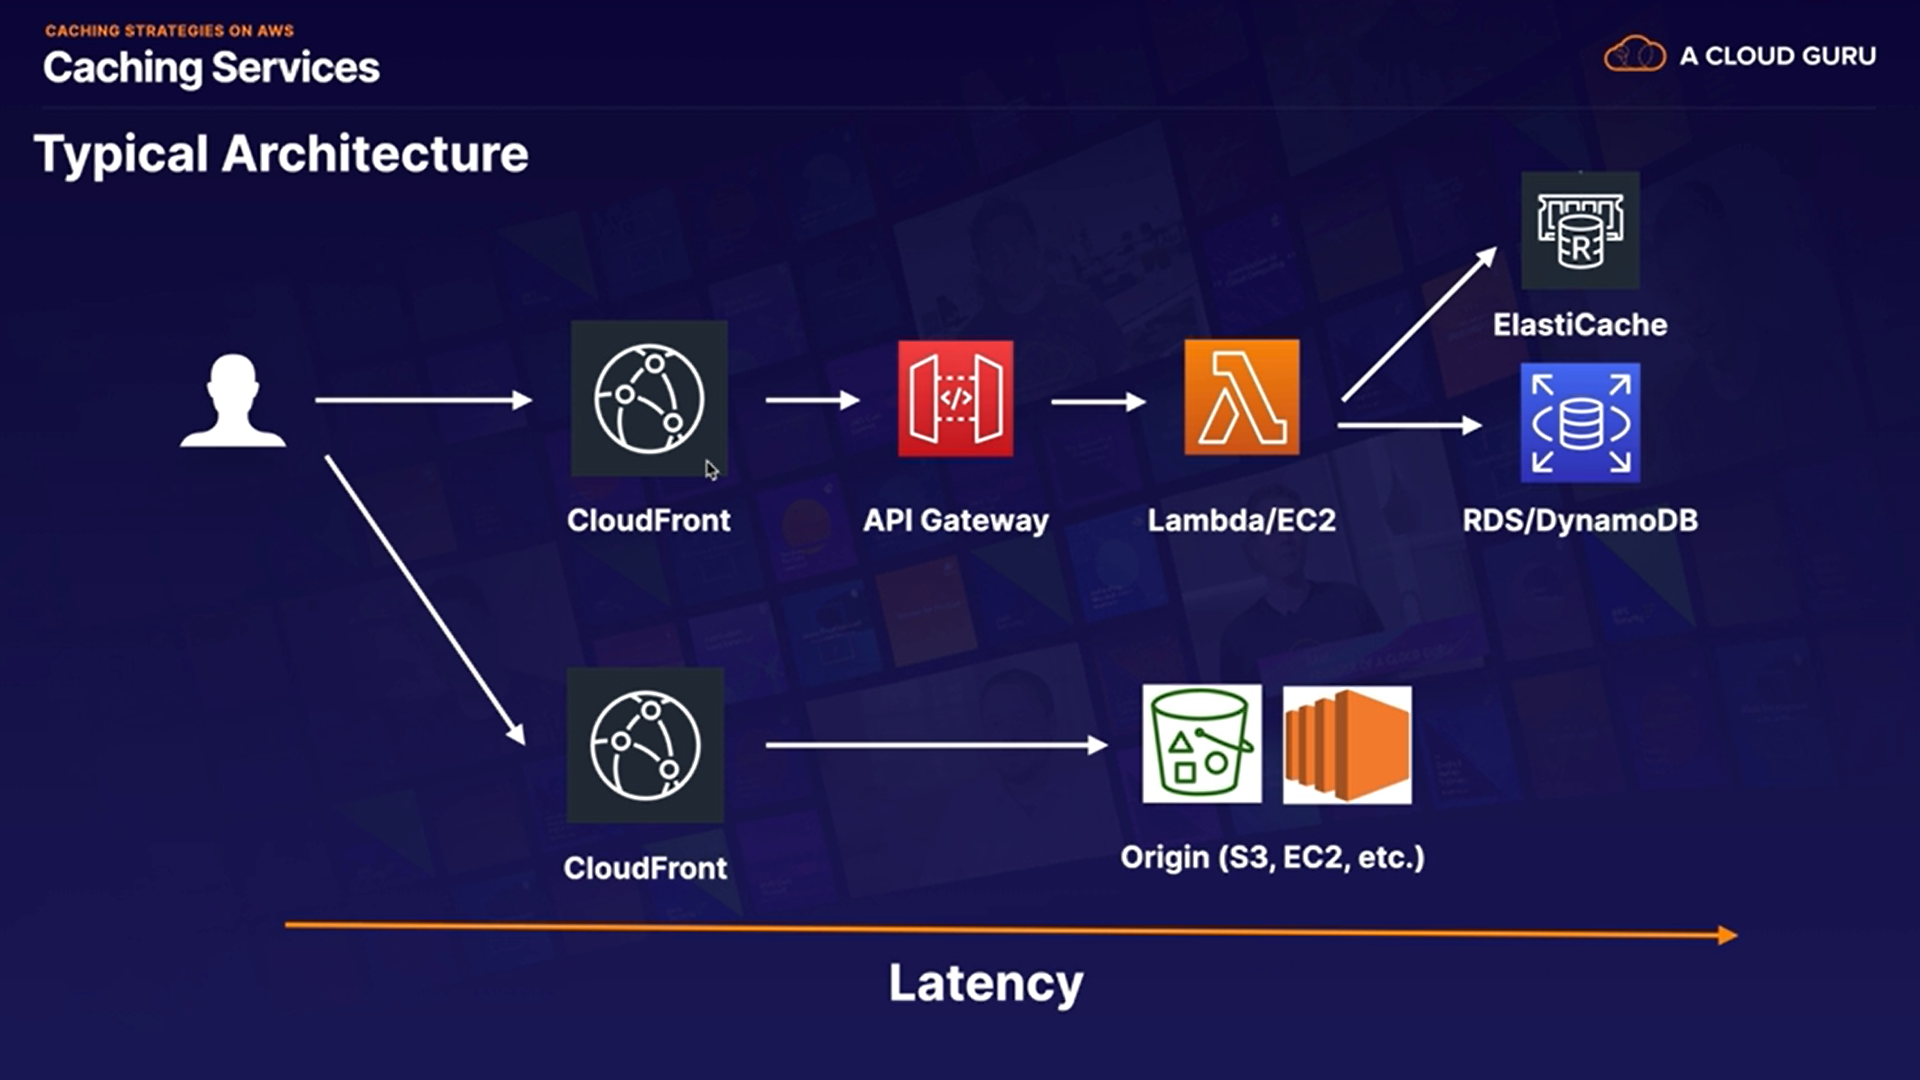 CACHING STRATEGIES ON AWS
Caching Services
A CLOUD GURU
Typical Architecture
R
ElastiCache
</>
CloudFront
API Gateway
Lambda/EC2
RDS/DynamoDB
CloudFront
Origin (S3, EC2, etc.)
Latency